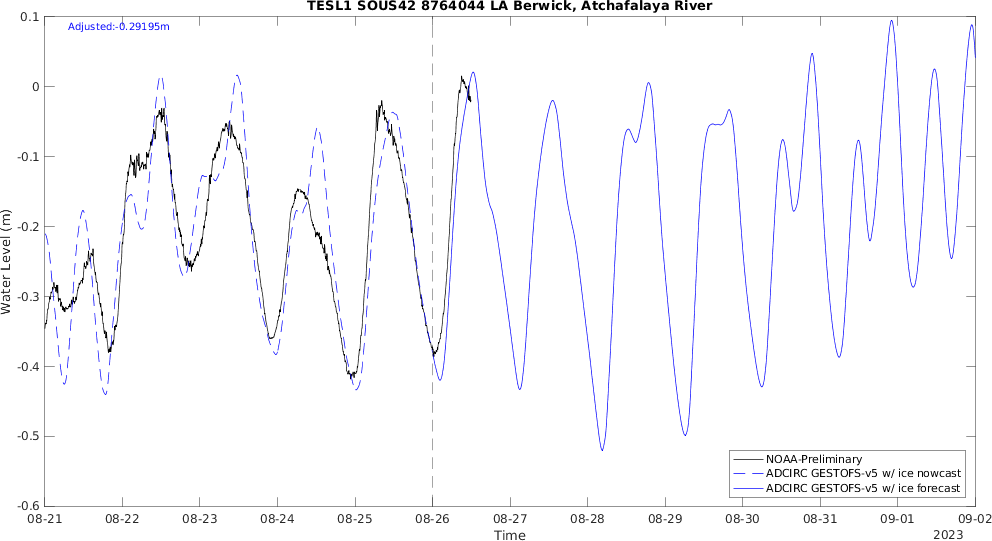 TESL1 SOUS42 8764044 LA Berwick, Atchafalaya River
Adjusted:-0.29195m
0.1
0
-0.1
-0.2
-0.3
-0.4
-0.5
-0.6
Water Level (m)
NOAA-Preliminary
ADCIRC GESTOFS-v5 w/ ice nowcast
ADCIRC GESTOFS-v5 w/ ice forecast
08-21 08-22 08-23 08-24 08-25 08-26 08-27 08-28 08-29 08-30 08-31 09-01 09-02
Time
2023